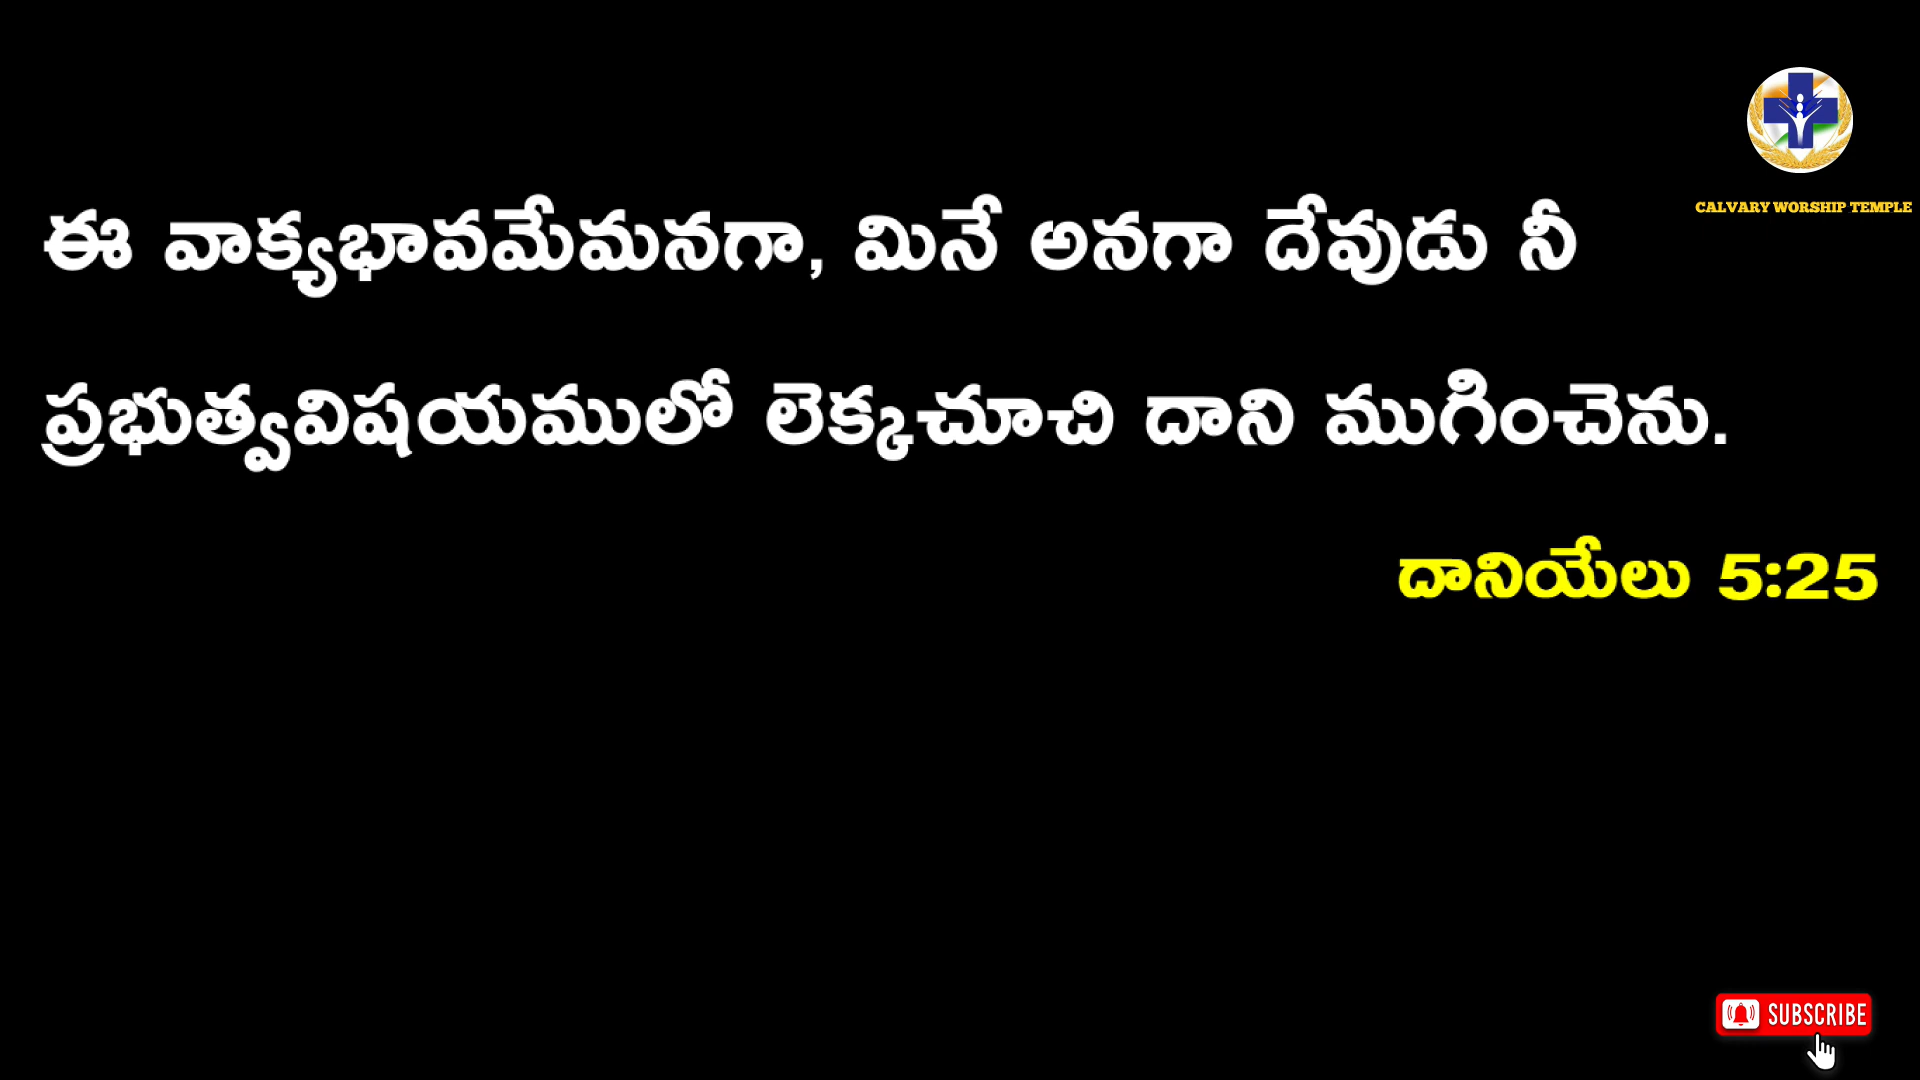 CALVARY WORSHIP TEMPLE
ఈ వాక్యభావమేమనగా, మినే అనగా దేవుడు నీ
ప్రభుత్వవిషయములో లెక్కచూచి దాని ముగించెను.
దానియేలు 5:25
SUBSCRIBE